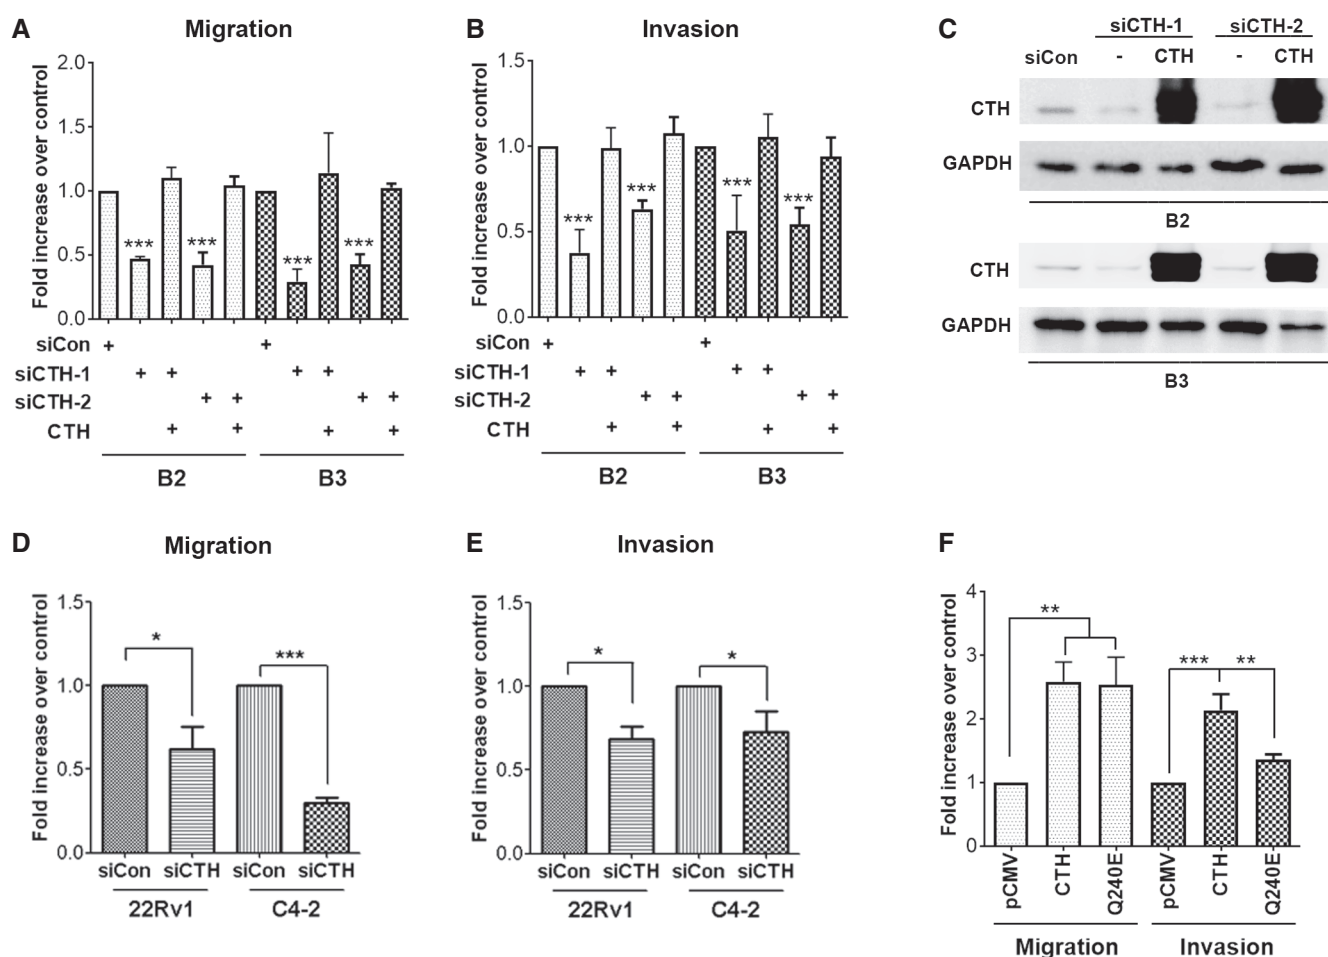 A
Migration
Fold increase over control
2.0
1.5
1.0
0.5
0.0
*** *** *** ***
siCon + +
siCTH-1 + + + +
siCTH-2 + + + +
CTH + + + +
B2 B3
B
Invasion
Fold increase over control
1.5
1.0
0.5
0.0
*** *** *** ***
siCon + +
siCTH-1 + + + +
siCTH-2 + + + +
CTH + + + +
B2 B3
C
siCTH-1 siCTH-2
siCon - CTH - CTH
CTH
GAPDH
B2
CTH
GAPDH
B3
D
Migration
Fold increase over control
1.5
1.0
0.5
0.0
* ***
siCon siCTH siCon siCTH
22Rv1 C4-2
E
Invasion
Fold increase over control
1.5
1.0
0.5
0.0
* *
siCon siCTH siCon siCTH
22Rv1 C4-2
F
Fold increase over control
4
3
2
1
0
** *** **
pCMV CTH Q240E pCMV CTH Q240E
Migration Invasion